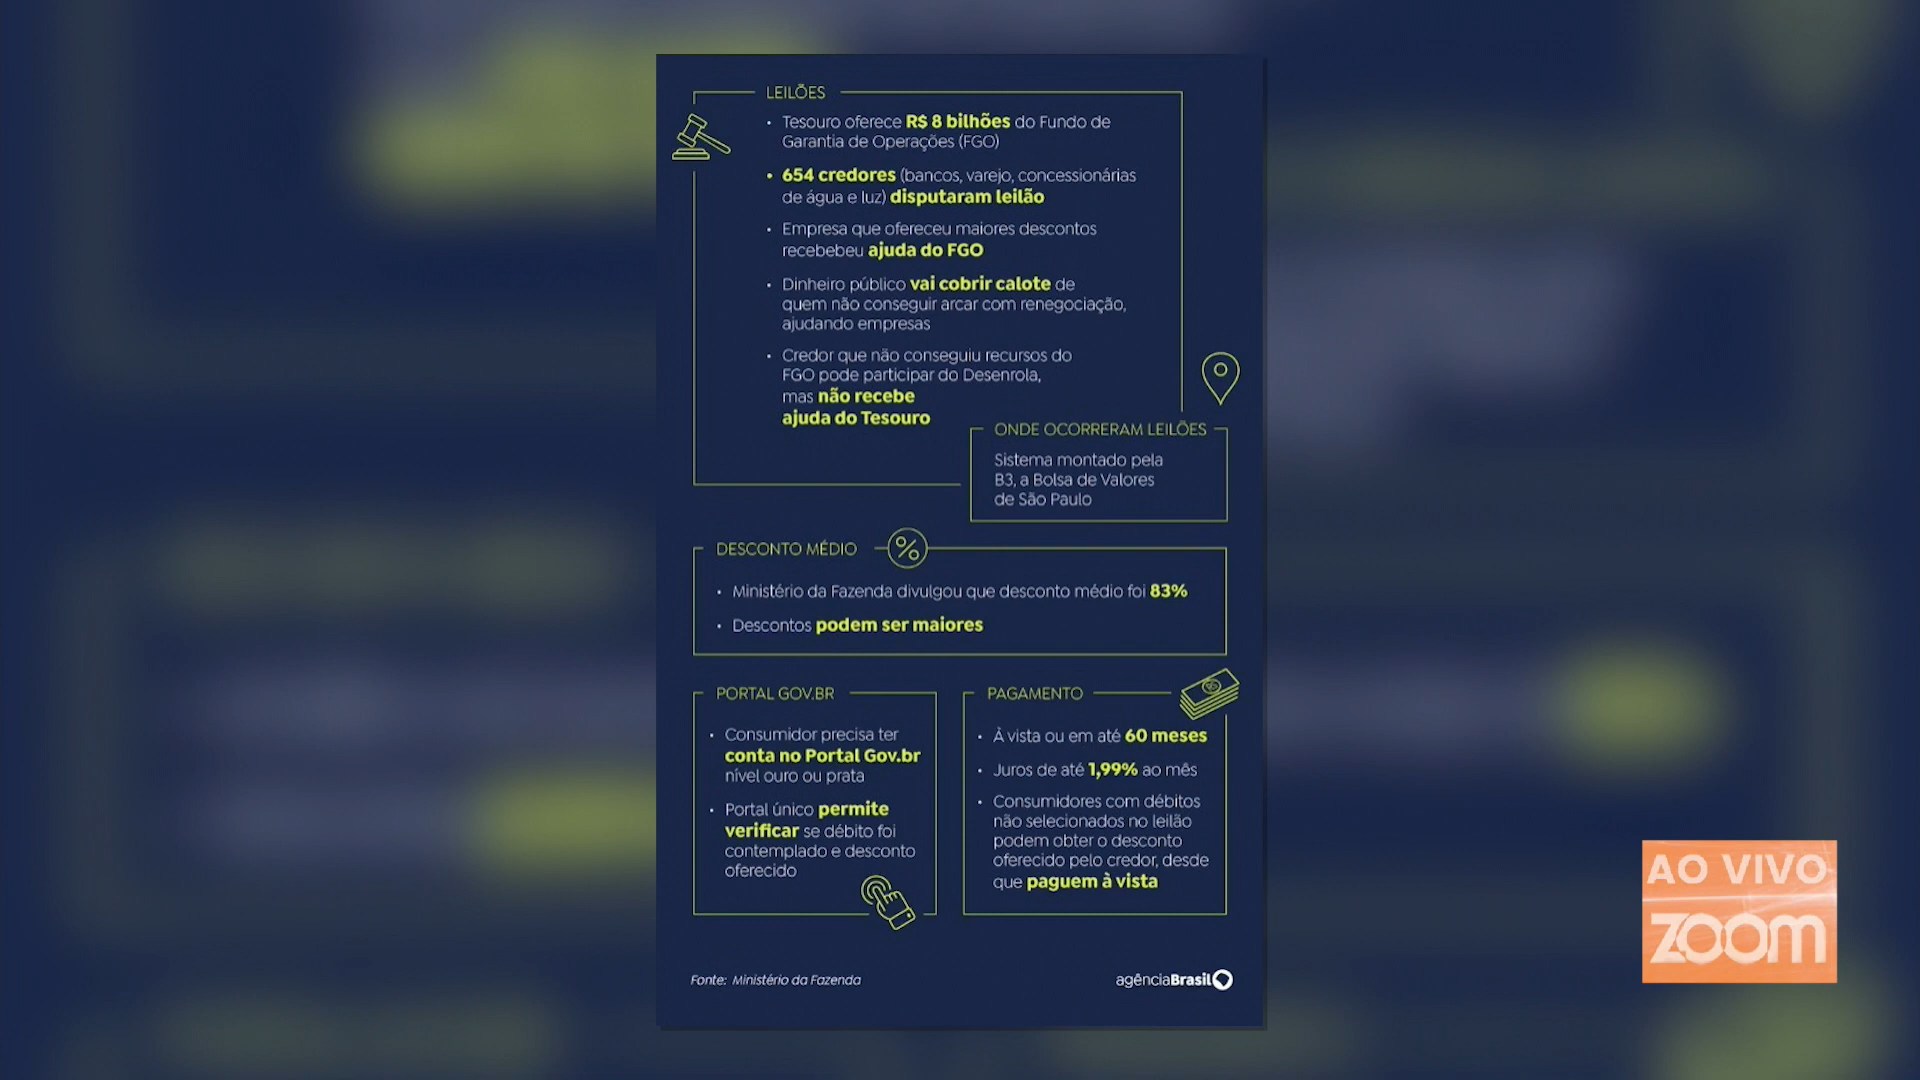 LEILÕES
• Tesouro oferece R$ 8 bilhões do Fundo de
Garantia de Operações (FGO)
• 654 credores (bancos, varejo, concessionárias
de água e luz) disputaram leilão
• Empresa que ofereceu maiores descontos
recebebeu ajuda do FGO
• Dinheiro público vai cobrir calote de
quem não conseguir arcar com renegociação,
ajudando empresas
• Credor que não conseguiu recursos do
FGO pode participar do Desenrola,
mas não recebe
ajuda do Tesouro
ONDE OCORRERAM LEILÕES
Sistema montado pela
B3, a Bolsa de Valores
de São Paulo
DESCONTO MÉDIO
%
• Ministério da Fazenda divulgou que desconto médio foi 83%
• Descontos podem ser maiores
PORTAL GOV.BR
• Consumidor precisa ter
conta no Portal Gov.br
nível ouro ou prata
• Portal único permite
verificar se débito foi
contemplado e desconto
oferecido
PAGAMENTO
• À vista ou em até 60 meses
• Juros de até 1,99% ao mês
• Consumidores com débitos
não selecionados no leilão
podem obter o desconto
oferecido pelo credor, desde
que paguem à vista
Fonte: Ministério da Fazenda
agênciaBrasil
AO VIVO
ZOOM